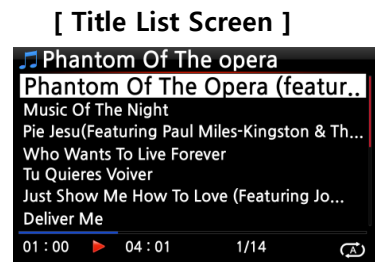 [ Title List Screen ]
Phantom Of The opera
Phantom Of The Opera (featur..
Music Of The Night
Pie Jesu(Featuring Paul Miles-Kingston & Th...
Who Wants To Live Forever
Tu Quieres Voiver
Just Show Me How To Love (Featuring Jo...
Deliver Me
01 : 00 04 : 01 1/14 A